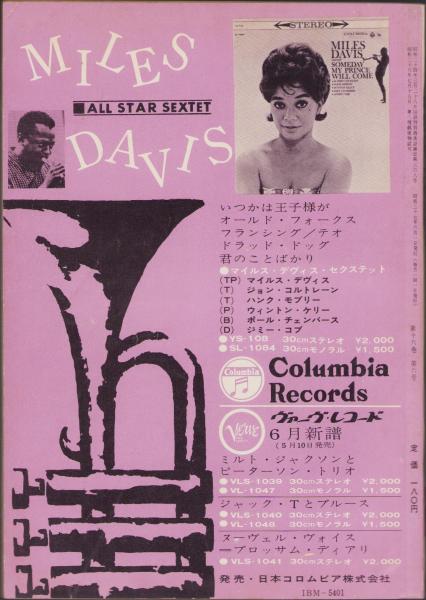 MILES
■ALL STAR SEXTET
DAVIS
STEREO
MILES
DAVIS
SOMEDAY
MY PRINCE
WILL COME
いつかは王子様が
オールド・フォークス
フランシング／テオ
ドラッド・ドッグ
君のことばかり
●マイルス・デヴィス・セクステット
(TP) マイルス・デヴィス
(T) ジョン・コルトレーン
(T) ハンク・モブリー
(P) ウィントン・ケリー
(B) ポール・チェンバース
(D) ジミー・コブ
●YS-108 30cmステレオ ¥2,000
●SL-1084 30cmモノラル ¥1,500
Columbia
Columbia
Records
Verve
ヴァーヴ・レコード
6月新譜
(5月10日発売)
ミルト・ジャクソンと
ピーターソン・トリオ
●VLS-1039 30cmステレオ ¥2,000
●VL-1047 30cmモノラル ¥1,500
ジャック・Tとブルース
●VLS-1040 30cmステレオ ¥2,000
●VL-1048 30cmモノラル ¥1,500
ヌーヴェル・ヴォイス
ーブロッサム・ディアリ
●VLS-1041 30cmステレオ ¥2,000
発売・日本コロムビア株式会社
IBM-5401
第十六巻 第六号
定価 一八〇円